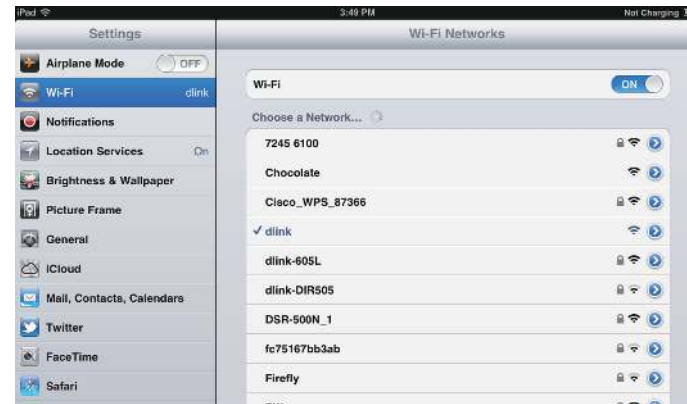 iPad
3:49 PM
Not Charging
Settings
Wi-Fi Networks
Airplane Mode
OFF
Wi-Fi
dlink
Notifications
Location Services
On
Brightness & Wallpaper
Picture Frame
General
iCloud
Mail, Contacts, Calendars
Twitter
FaceTime
Safari
Wi-Fi
ON
Choose a Network...
7245 6100
Chocolate
Cisco_WPS_87366
dlink
dlink-605L
dlink-DIR505
DSR-500N_1
fc75167bb3ab
Firefly